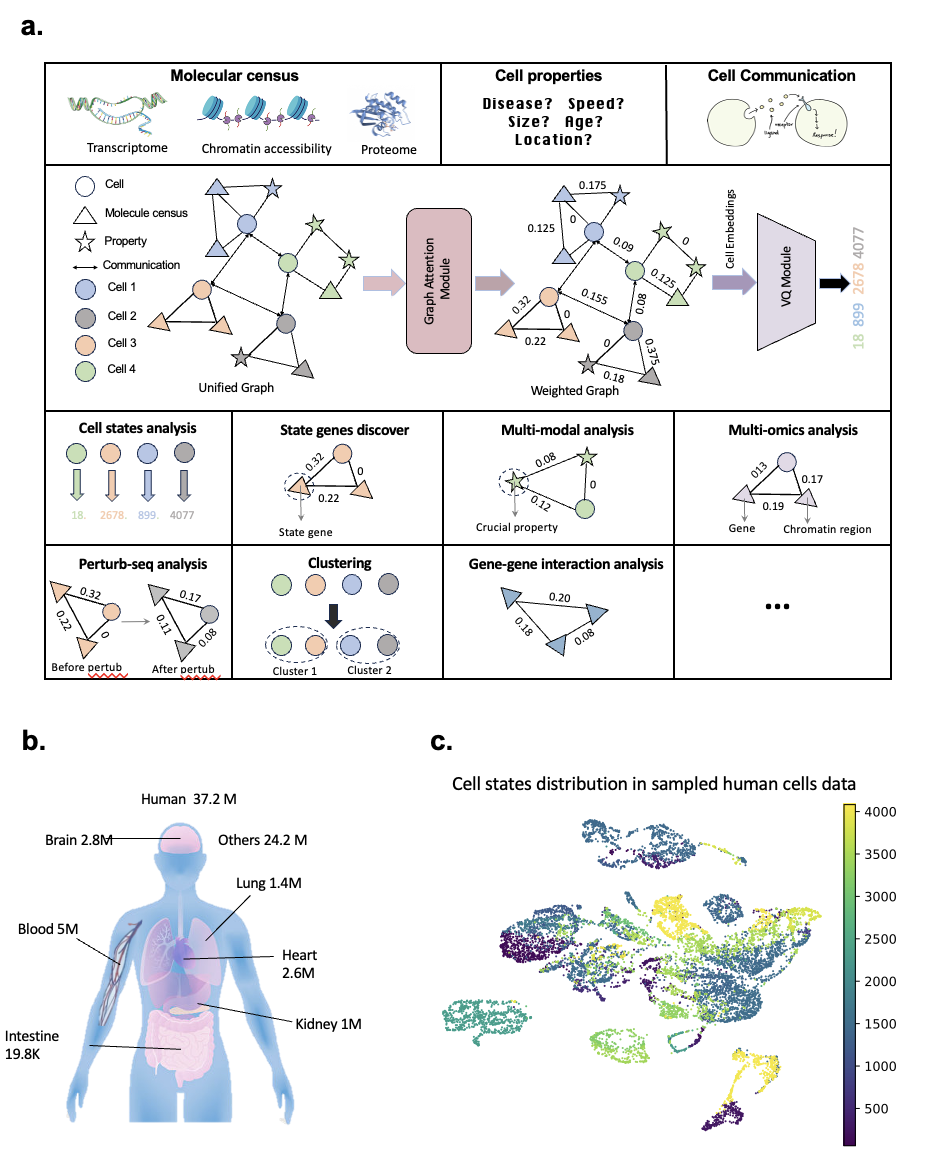 a.
Molecular census
Cell properties
Cell Communication
Transcriptome
Chromatin accessibility
Proteome
Disease? Speed?
Size? Age?
Location?
ligand
receptor
Response!
Cell
Molecule census
Property
Communication
Cell 1
Cell 2
Cell 3
Cell 4
Unified Graph
Graph Attention
Module
0.175
0
0.125
0.09
0
0.125
0.155
0.08
0.32
0
0.22
0
0.375
0.18
Weighted Graph
Cell Embeddings
VQ Module
18 899 2678 4077
Cell states analysis
18. 2678. 899. 4077
State genes discover
0.32
0
0.22
State gene
Multi-modal analysis
0.08
0
0.12
Crucial property
Multi-omics analysis
013
0.17
0.19
Gene
Chromatin region
Perturb-seq analysis
0.32
0.22
0
0.17
0.11
0.08
Before pertub
After pertub
Clustering
Cluster 1
Cluster 2
Gene-gene interaction analysis
0.20
0.18
0.08
...
b.
Human 37.2 M
Brain 2.8M
Others 24.2 M
Lung 1.4M
Blood 5M
Heart
2.6M
Kidney 1M
Intestine
19.8K
c.
Cell states distribution in sampled human cells data
4000
3500
3000
2500
2000
1500
1000
500